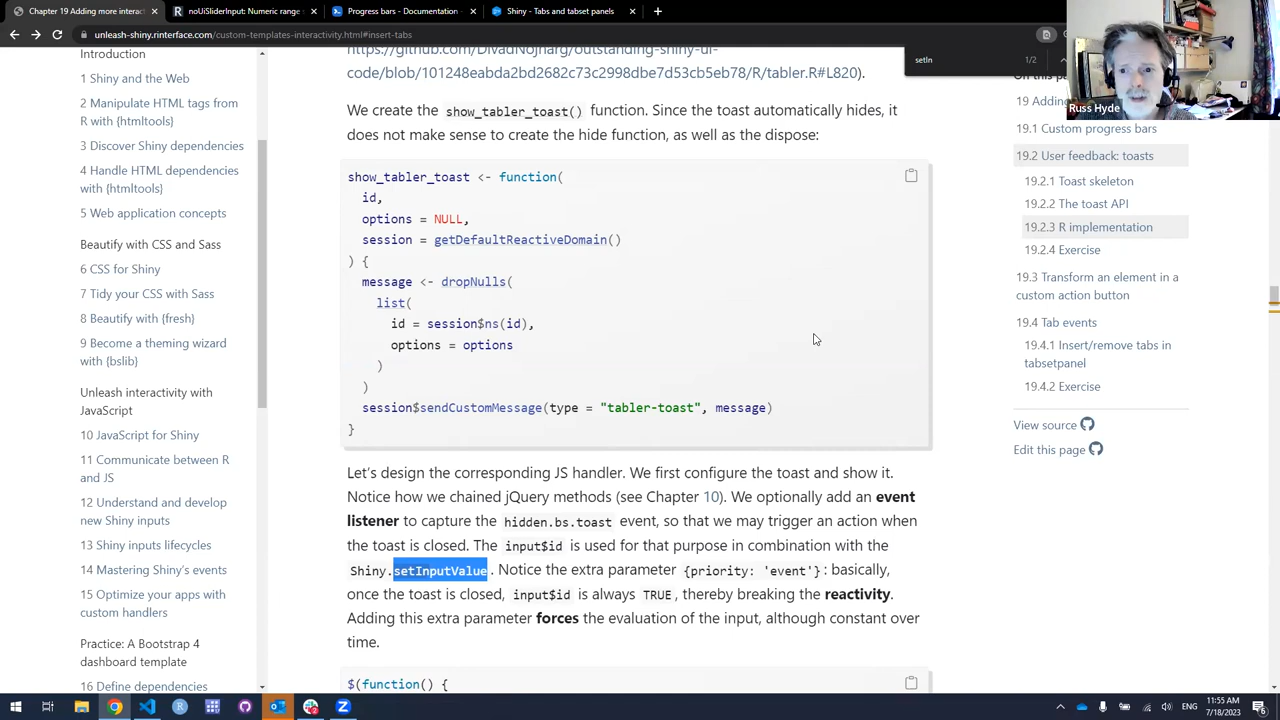 Chapter 19 Adding more interact
noUiSliderInput: Numeric range s
Progress bars - documentation
Shiny - Tabs and tabset panels
unleash-shiny.rinterface.com/custom-templates-interactivity.html#insert-tabs
setIn
1/2
Russ Hyde
Introduction
1 Shiny and the Web
2 Manipulate HTML tags from
R with {htmltools}
3 Discover Shiny dependencies
4 Handle HTML dependencies
with {htmltools}
5 Web application concepts
Beautify with CSS and Sass
6 CSS for Shiny
7 Tidy your CSS with Sass
8 Beautify with {fresh}
9 Become a theming wizard
with {bslib}
Unleash interactivity with
JavaScript
10 JavaScript for Shiny
11 Communicate between R
and JS
12 Understand and develop
new Shiny inputs
13 Shiny inputs lifecycles
14 Mastering Shiny's events
15 Optimize your apps with
custom handlers
Practice: A Bootstrap 4
dashboard template
16 Define dependencies
https://github.com/DivadNojnarg/outstanding-shiny-ui-
code/blob/101248eabda2bd2682c73c2998dbe7d53cb5eb78/R/tabler.R#L820).
We create the show_tabler_toast() function. Since the toast automatically hides, it
does not make sense to create the hide function, as well as the dispose:
show_tabler_toast <- function(
id,
options = NULL,
session = getDefaultReactiveDomain()
) {
message <- dropNulls(
list(
id = session$ns(id),
options = options
)
)
session$sendCustomMessage(type = "tabler-toast", message)
}
Let's design the corresponding JS handler. We first configure the toast and show it.
Notice how we chained jQuery methods (see Chapter 10). We optionally add an event
listener to capture the hidden.bs.toast event, so that we may trigger an action when
the toast is closed. The input$id is used for that purpose in combination with the
Shiny.setInputValue. Notice the extra parameter {priority: 'event'}: basically,
once the toast is closed, input$id is always TRUE, thereby breaking the reactivity.
Adding this extra parameter forces the evaluation of the input, although constant over
time.
$(function() {
19 Adding
19.1 Custom progress bars
19.2 User feedback: toasts
19.2.1 Toast skeleton
19.2.2 The toast API
19.2.3 R implementation
19.2.4 Exercise
19.3 Transform an element in a
custom action button
19.4 Tab events
19.4.1 Insert/remove tabs in
tabsetpanel
19.4.2 Exercise
View source
Edit this page
11:55 AM
7/18/2023